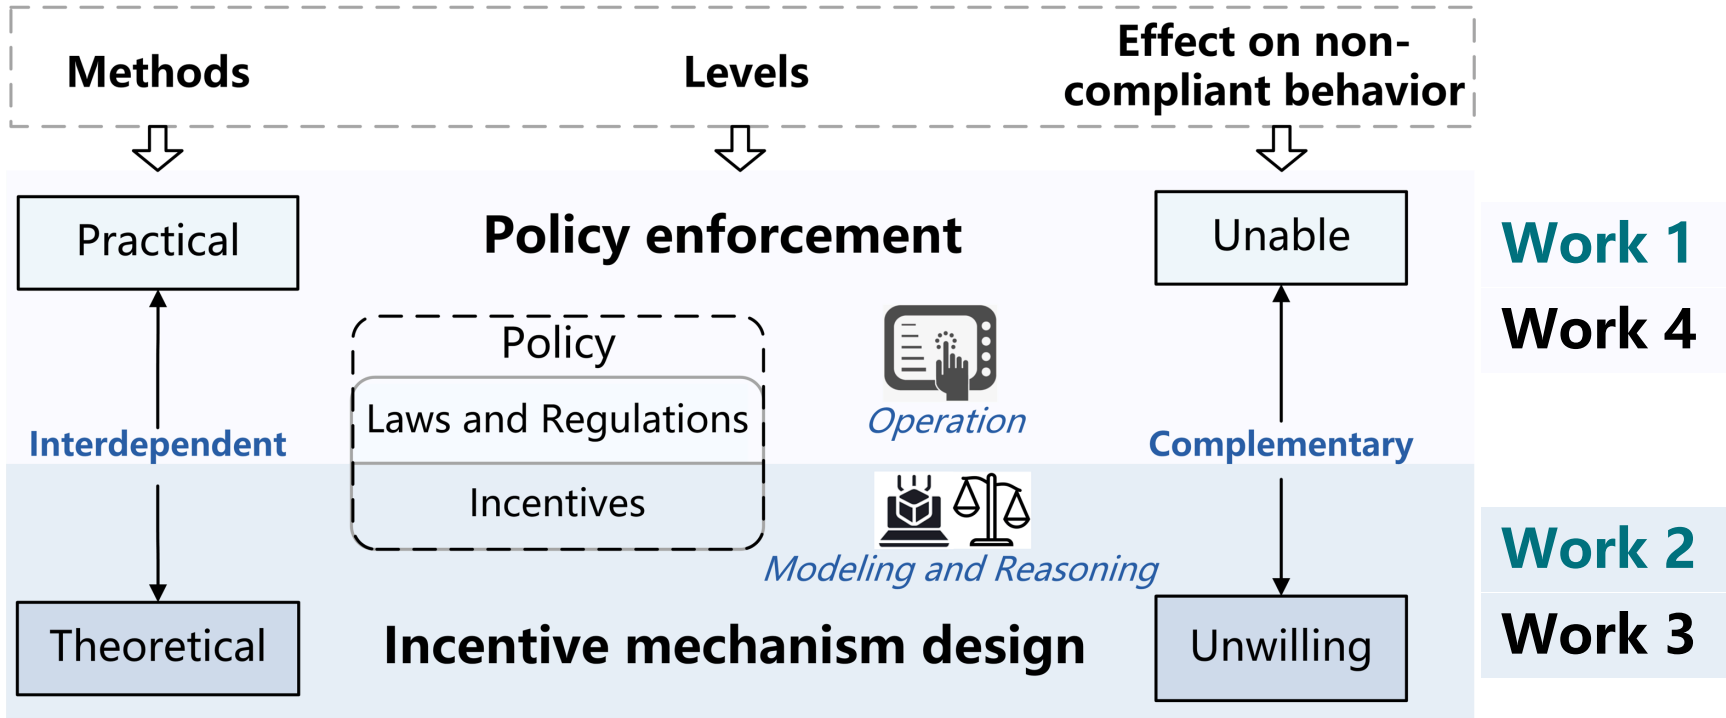 Methods
Levels
Effect on non-
compliant behavior
Practical
Policy enforcement
Unable
Work 1
Work 4
Policy
Laws and Regulations
Operation
Interdependent
Complementary
Incentives
Modeling and Reasoning
Work 2
Theoretical
Incentive mechanism design
Unwilling
Work 3